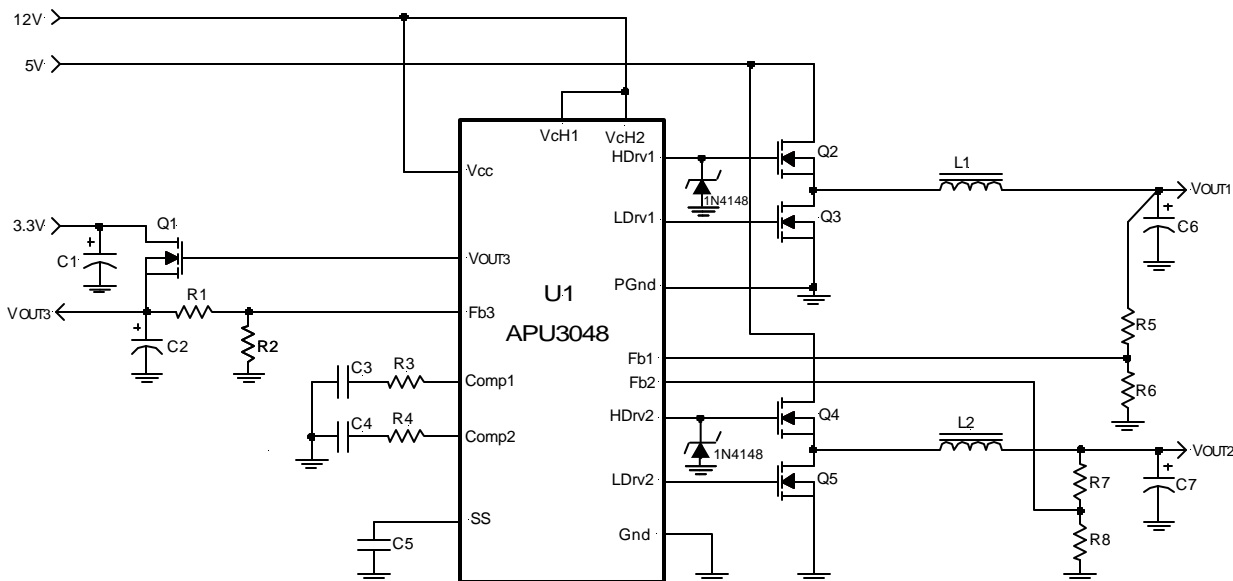 12V
5V
VcH1
VcH2
HDrv1
Q2
L1
Vcc
1N4148
VOUT1
3.3V
Q1
LDrv1
Q3
C6
C1
VOUT3
PGnd
U1
R1
VOUT3
Fb3
APU3048
R5
C2
R2
Fb1
C3
R3
Comp1
Fb2
R6
C4
R4
Comp2
HDrv2
Q4
L2
1N4148
VOUT2
LDrv2
Q5
R7
C7
SS
C5
Gnd
R8